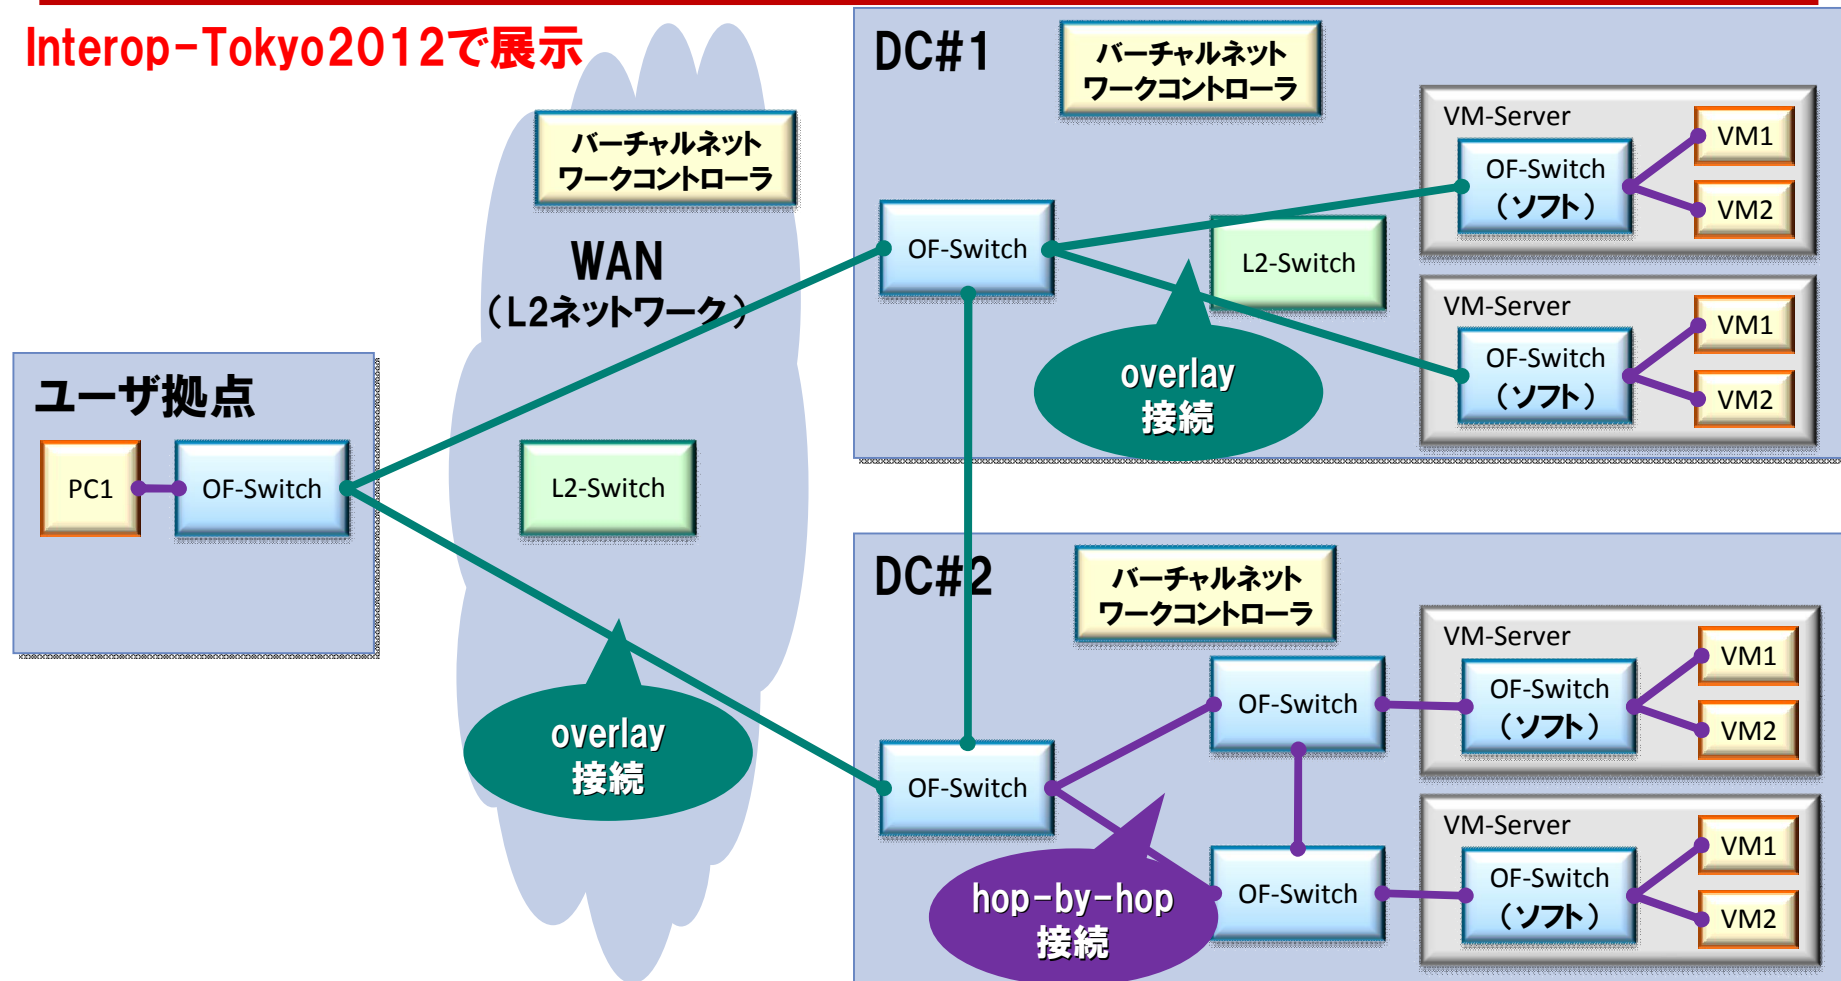 Interop-Tokyo2012で展示
バーチャルネット
ワークコントローラ
WAN
（L2ネットワーク）
L2-Switch
overlay
接続
ユーザ拠点
PC1
OF-Switch
DC#1
バーチャルネット
ワークコントローラ
OF-Switch
L2-Switch
overlay
接続
VM-Server
OF-Switch
（ソフト）
VM1
VM2
VM-Server
OF-Switch
（ソフト）
VM1
VM2
DC#2
バーチャルネット
ワークコントローラ
OF-Switch
OF-Switch
OF-Switch
hop-by-hop
接続
VM-Server
OF-Switch
（ソフト）
VM1
VM2
VM-Server
OF-Switch
（ソフト）
VM1
VM2